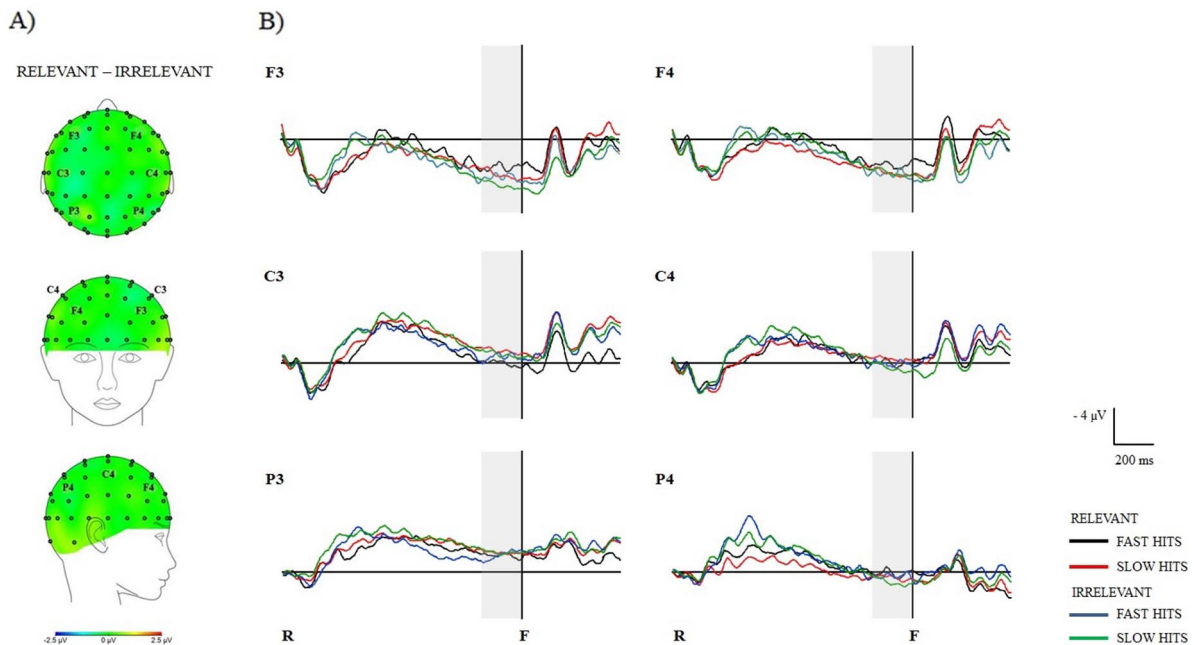 A)
RELEVANT – IRRELEVANT
F3 F4
C3 C4
P3 P4
C4 C3
F4 F3
C4
P4 F4
-2.5 µV 0 µV 2.5 µV
B)
F3
F4
C3
C4
P3
P4
R F
R F
- 4 µV
200 ms
RELEVANT
FAST HITS
SLOW HITS
IRRELEVANT
FAST HITS
SLOW HITS